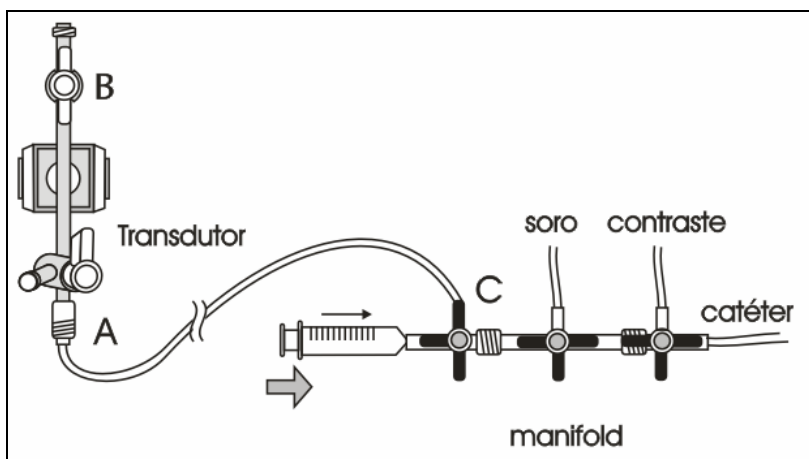 B
Transdutor
A
C
soro
contraste
catéter
manifold